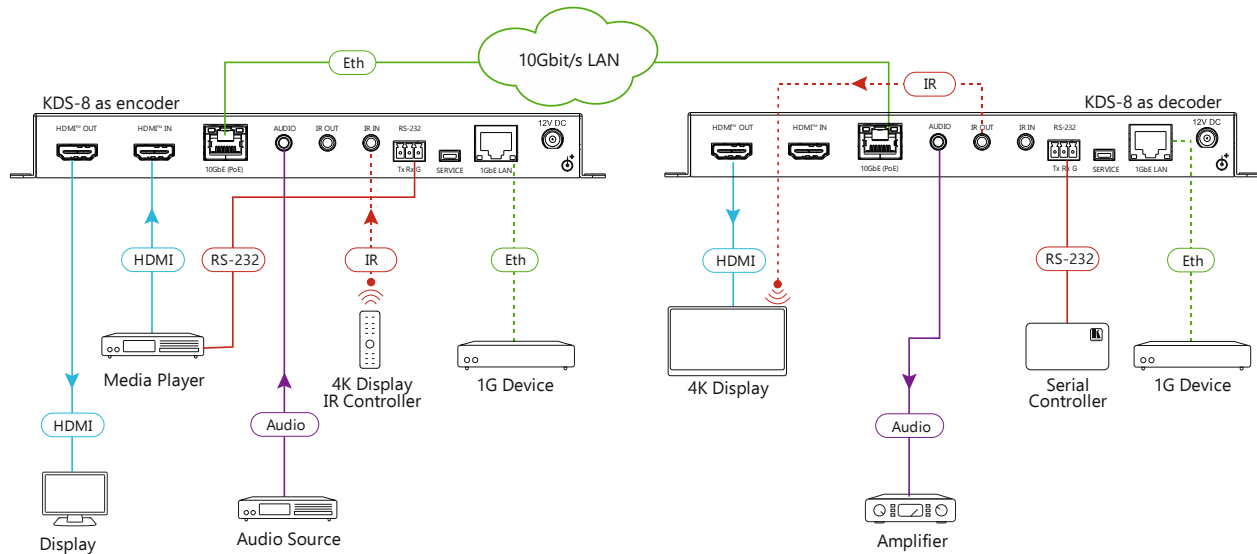 10Gbit/s LAN
Eth
IR
KDS-8 as encoder
HDMI™ OUT
HDMI™ IN
10GbE (PoE)
AUDIO
IR OUT
IR IN
RS-232
Tx Rx G
SERVICE
1GbE LAN
12V DC
KDS-8 as decoder
HDMI™ OUT
HDMI™ IN
10GbE (PoE)
AUDIO
IR OUT
IR IN
RS-232
Tx Rx G
SERVICE
1GbE LAN
12V DC
HDMI
RS-232
IR
Eth
HDMI
RS-232
Eth
Media Player
4K Display
IR Controller
1G Device
4K Display
Serial
Controller
1G Device
K
HDMI
Audio
Audio
Display
Audio Source
Amplifier